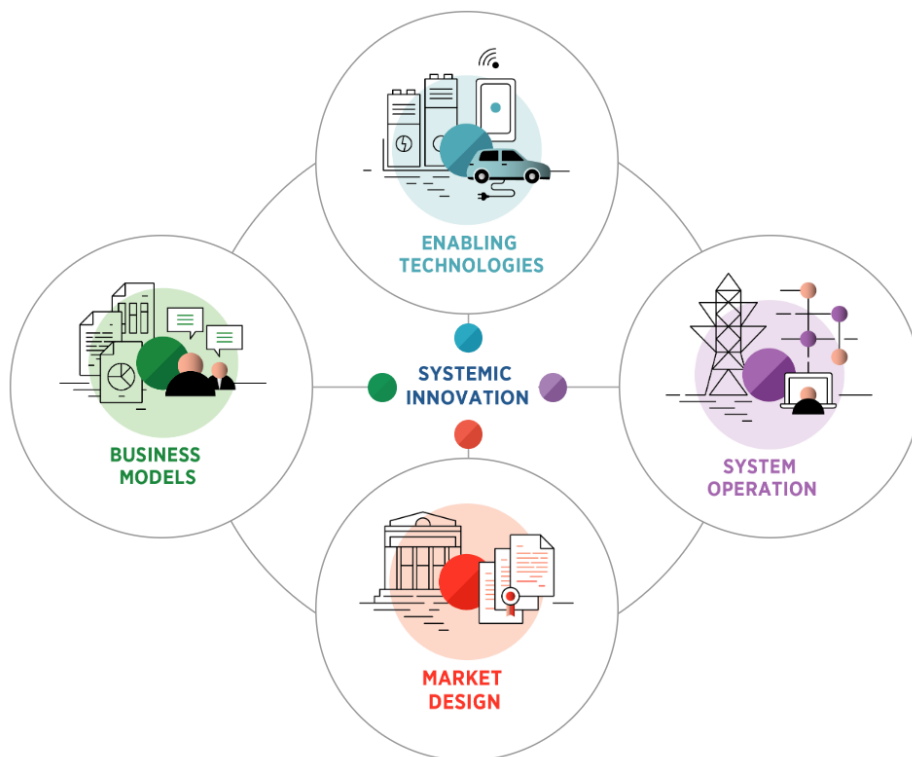 ENABLING
TECHNOLOGIES
BUSINESS
MODELS
SYSTEMIC
INNOVATION
SYSTEM
OPERATION
MARKET
DESIGN